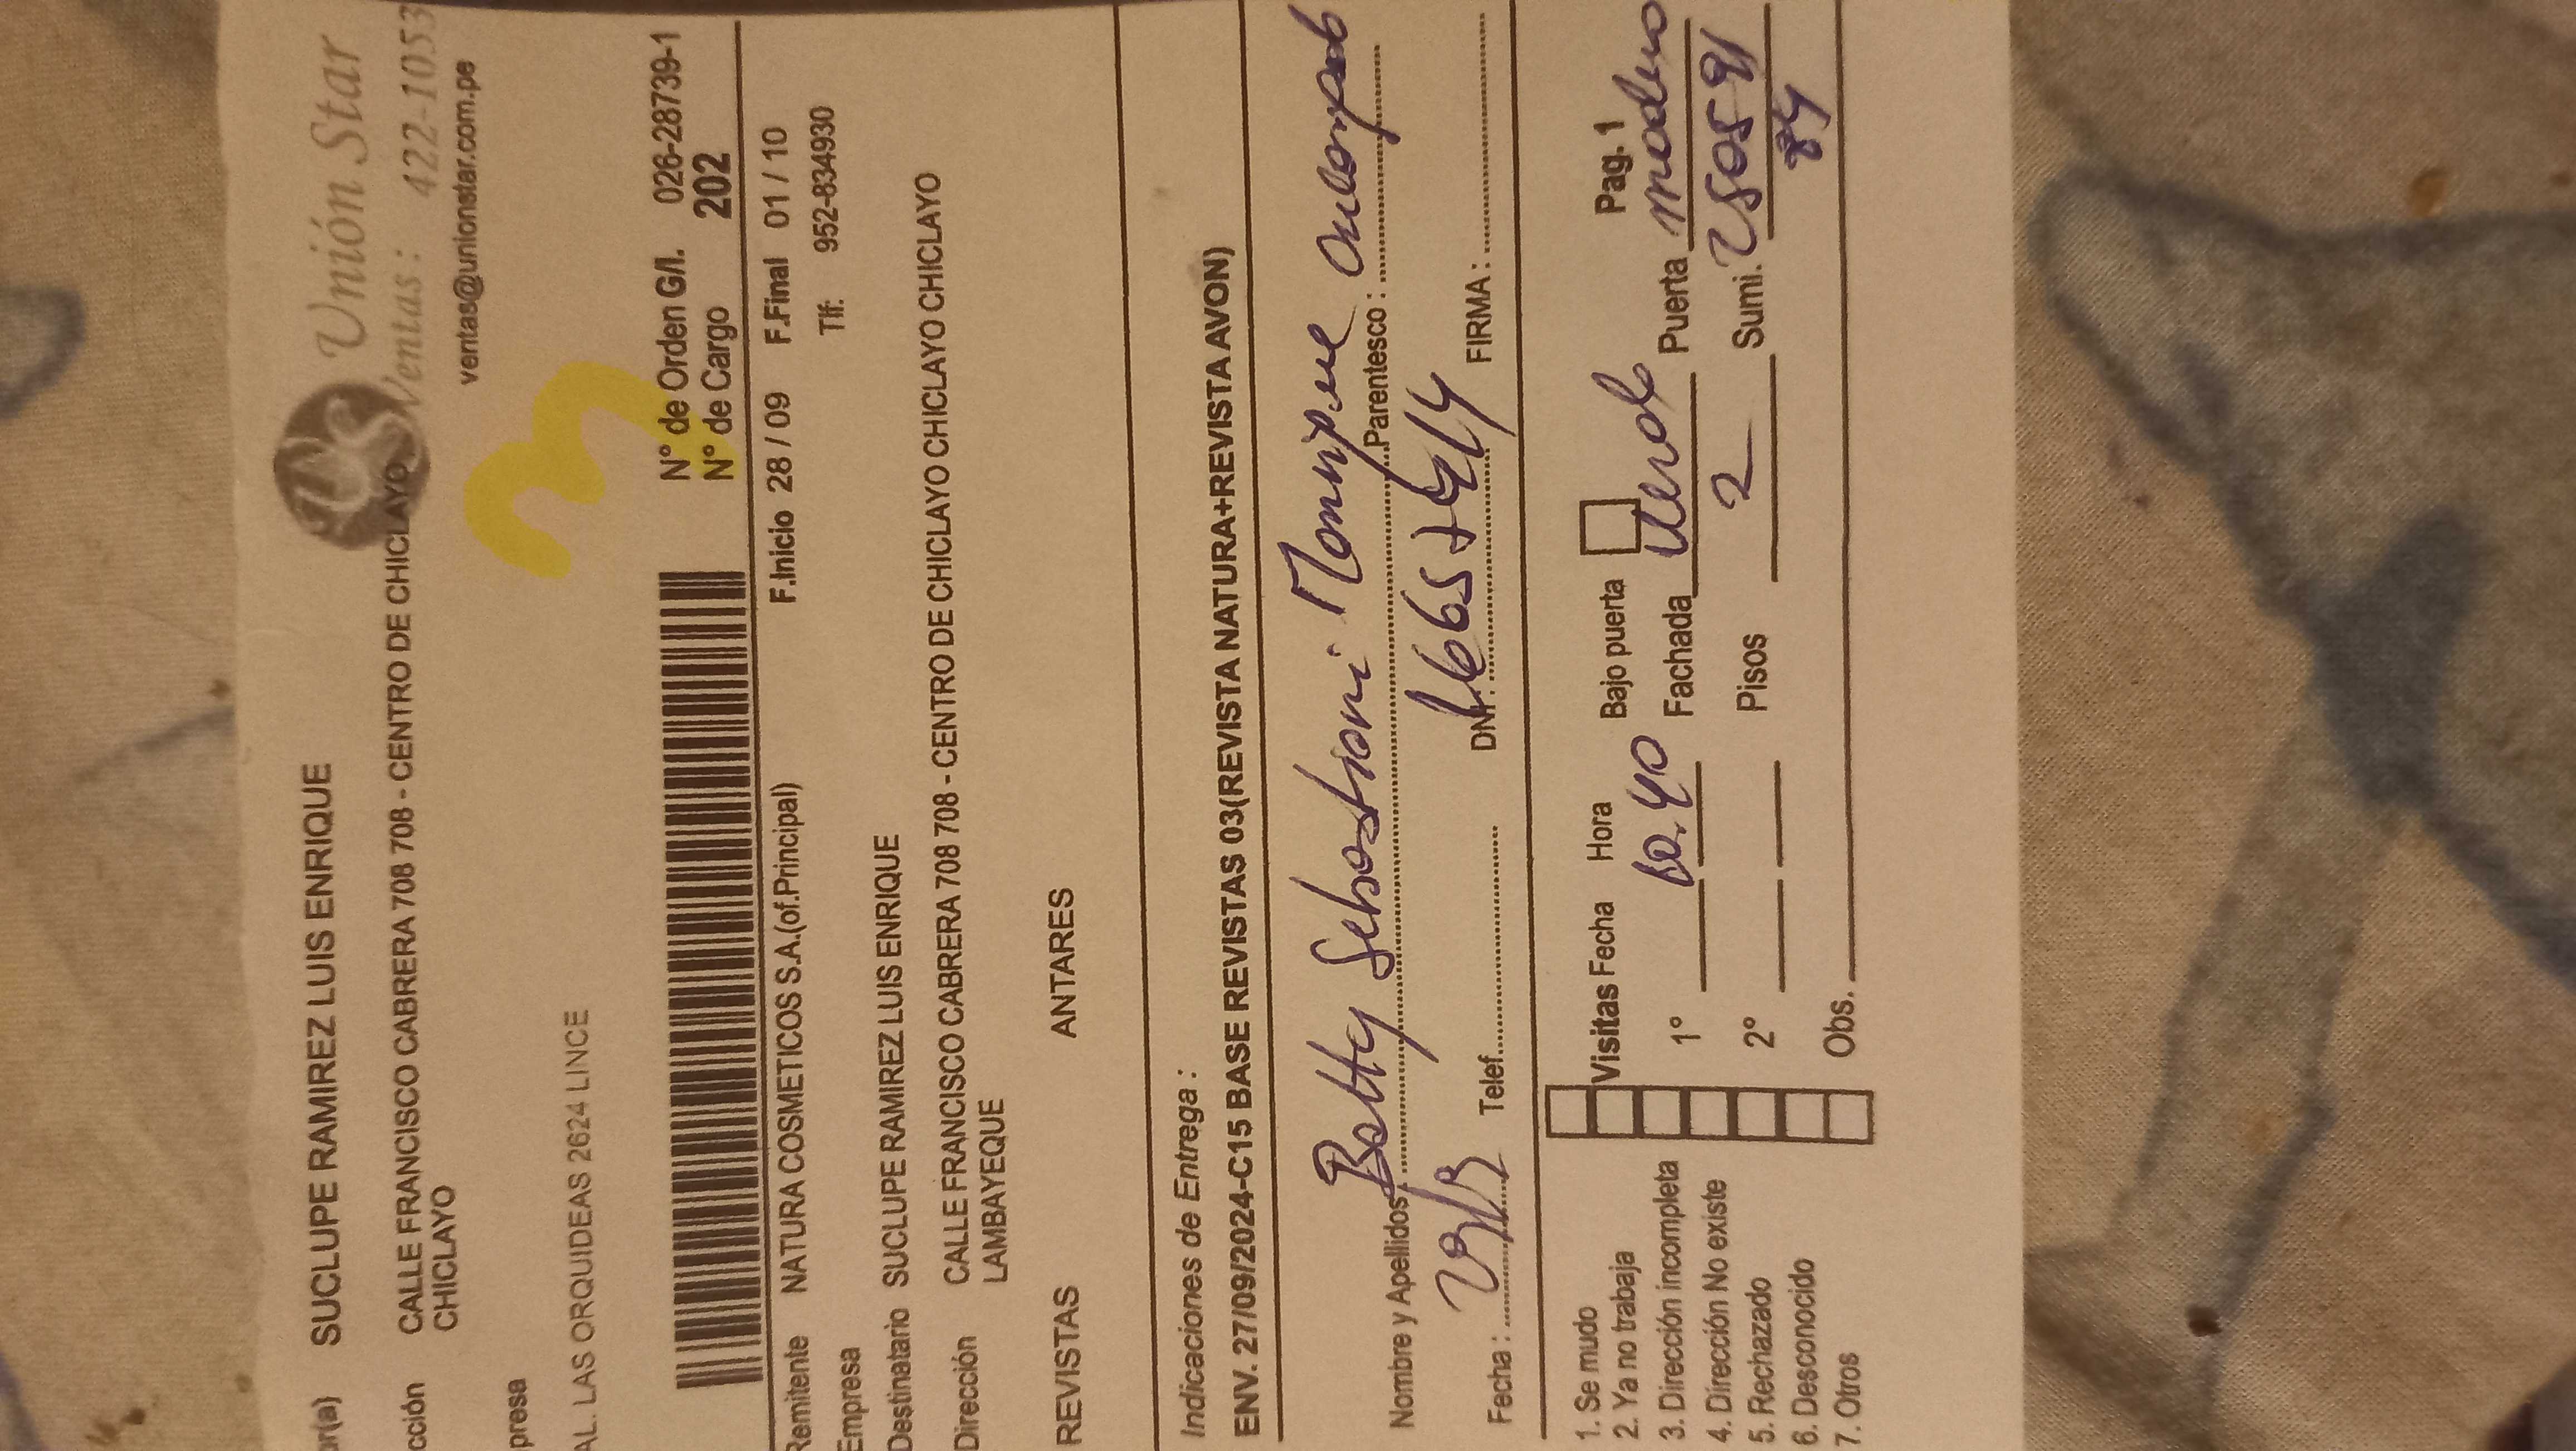 or(a) SUCLUPE RAMIREZ LUIS ENRIQUE
Unión Star
cción CALLE FRANCISCO CABRERA 708 708 - CENTRO DE CHICLAYO
CHICLAYO
Ventas : 422-1053
ventas@unionstar.com.pe
presa
AL. LAS ORQUIDEAS 2624 LINCE
N° de Orden G/I. 026-28739-1
N° de Cargo 202
Remitente NATURA COSMETICOS S.A.(of.Principal) F.Inicio 28 / 09 F.Final 01 / 10
Empresa Tlf: 952-834930
Destinatario SUCLUPE RAMIREZ LUIS ENRIQUE
Dirección CALLE FRANCISCO CABRERA 708 708 - CENTRO DE CHICLAYO CHICLAYO CHICLAYO
LAMBAYEQUE
REVISTAS ANTARES
Indicaciones de Entrega :
ENV. 27/09/2024-C15 BASE REVISTAS 03(REVISTA NATURA+REVISTA AVON)
Nombre y Apellidos: Betty Sebastiani Parentesco :
Fecha : Telef. DNI : FIRMA :
1. Se mudo
2. Ya no trabaja
3. Dirección incompleta
4. Dirección No existe
5. Rechazado
6. Desconocido
7. Otros
Visitas Fecha Hora Bajo puerta Pag. 1
1° Fachada Puerta
2° Pisos 2 Sumi.
84
Obs.